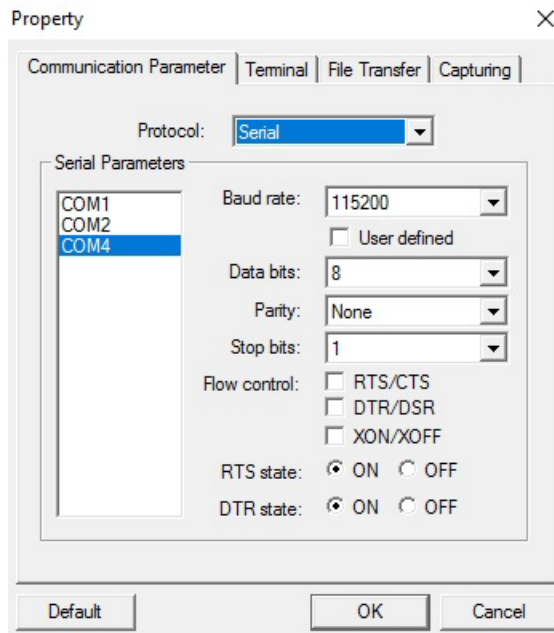 Property
Communication Parameter Terminal File Transfer Capturing
Protocol: Serial
Serial Parameters
COM1
COM2
COM4
Baud rate: 115200
User defined
Data bits: 8
Parity: None
Stop bits: 1
Flow control: RTS/CTS
DTR/DSR
XON/XOFF
RTS state: ON OFF
DTR state: ON OFF
Default OK Cancel